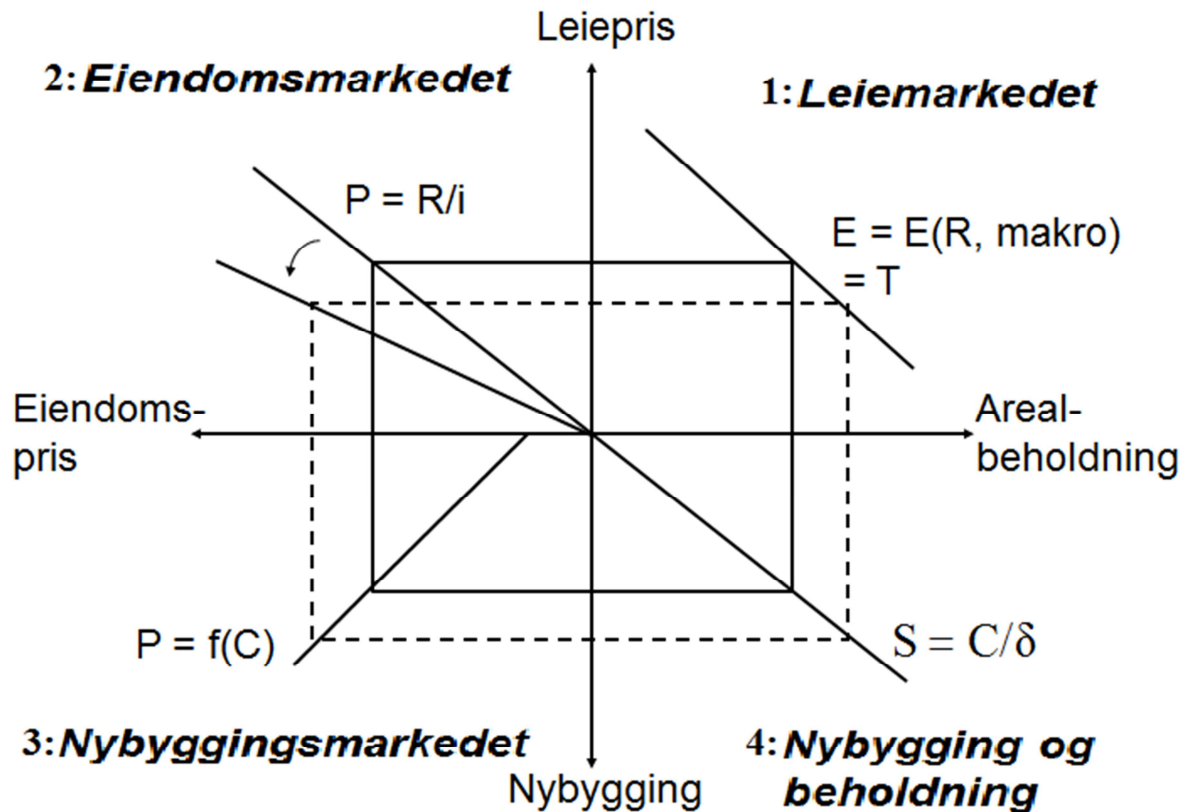 Leiepris
2: Eiendomsmarkedet
1: Leiemarkedet
P = R/i
E = E(R, makro)
= T
Eiendoms-
pris
Areal-
beholdning
P = f(C)
S = C/δ
3: Nybyggingsmarkedet
4: Nybygging og
beholdning
Nybygging